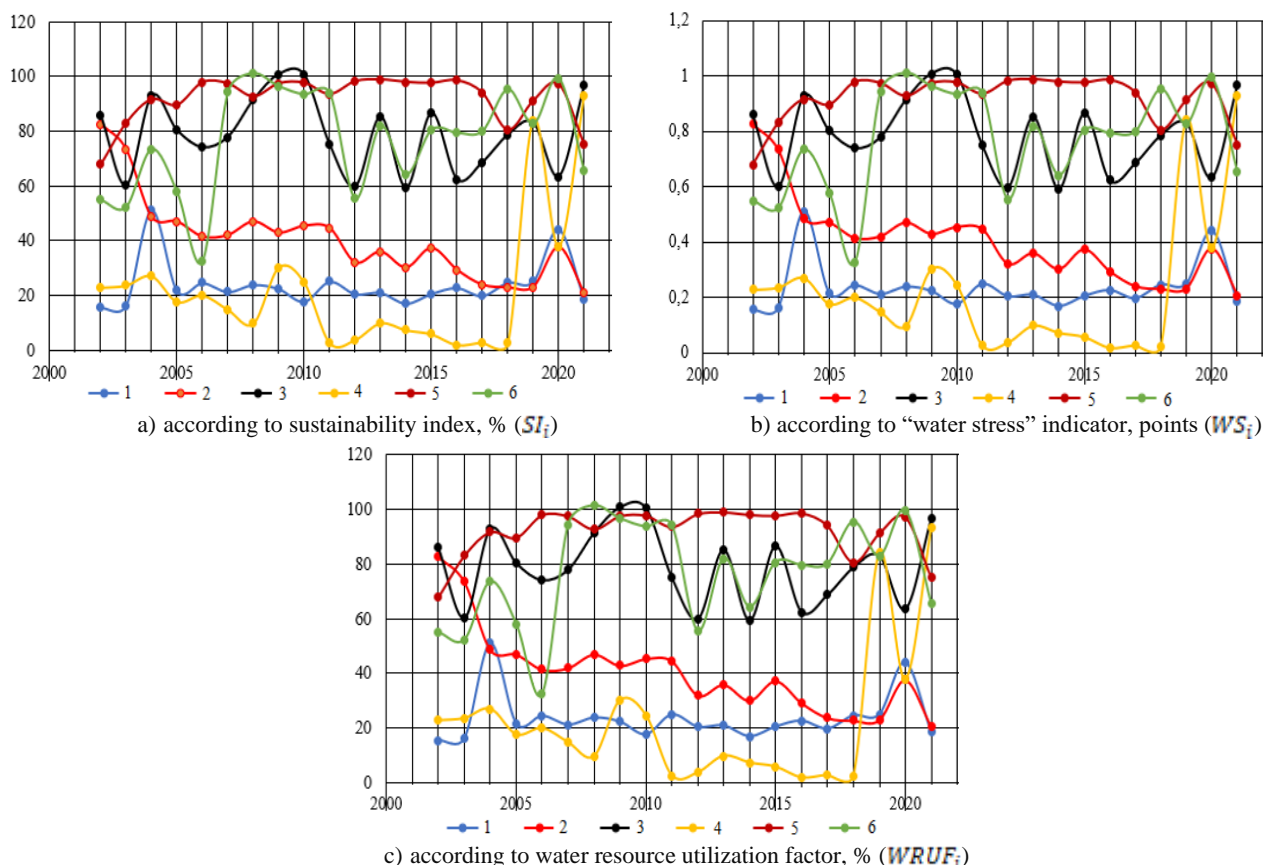 120
100
80
60
40
20
0
2000 2005 2010 2015 2020
1 2 3 4 5 6
a) according to sustainability index, % (SIᵢ)
1,2
1
0,8
0,6
0,4
0,2
0
2000 2005 2010 2015 2020
1 2 3 4 5 6
b) according to “water stress” indicator, points (WSᵢ)
120
100
80
60
40
20
0
2000 2005 2010 2015 2020
1 2 3 4 5 6
c) according to water resource utilization factor, % (WRUFᵢ)